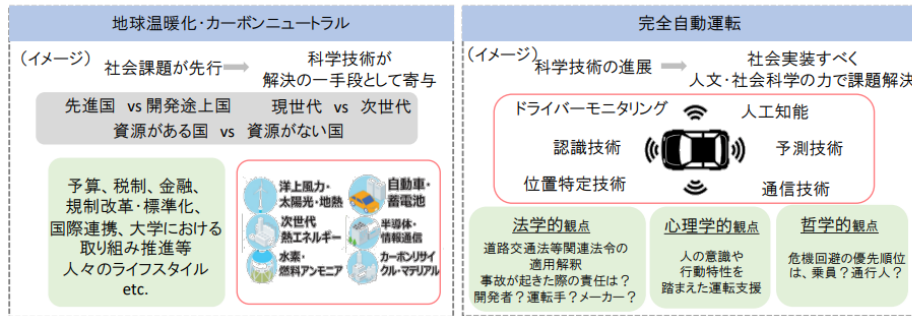 地球温暖化・カーボンニュートラル
（イメージ）
社会課題が先行
科学技術が
解決の一手段として寄与
先進国 vs 開発途上国 現世代 vs 次世代
資源がある国 vs 資源がない国
予算、税制、金融、
規制改革・標準化、
国際連携、大学における
取り組み推進等
人々のライフスタイル
etc.
洋上風力・
太陽光・地熱
自動車・
蓄電池
次世代
熱エネルギー
半導体・
情報通信
水素・
燃料アンモニア
カーボンリサイ
クル・マテリアル
完全自動運転
（イメージ）
科学技術の進展
社会実装すべく
人文・社会科学の力で課題解決
ドライバーモニタリング
人工知能
認識技術
予測技術
位置特定技術
通信技術
法学的観点
道路交通法等関連法令の
適用解釈
事故が起きた際の責任は？
開発者？運転手？メーカー？
心理学的観点
人の意識や
行動特性を
踏まえた運転支援
哲学的観点
危機回避の優先順位
は、乗員？通行人？